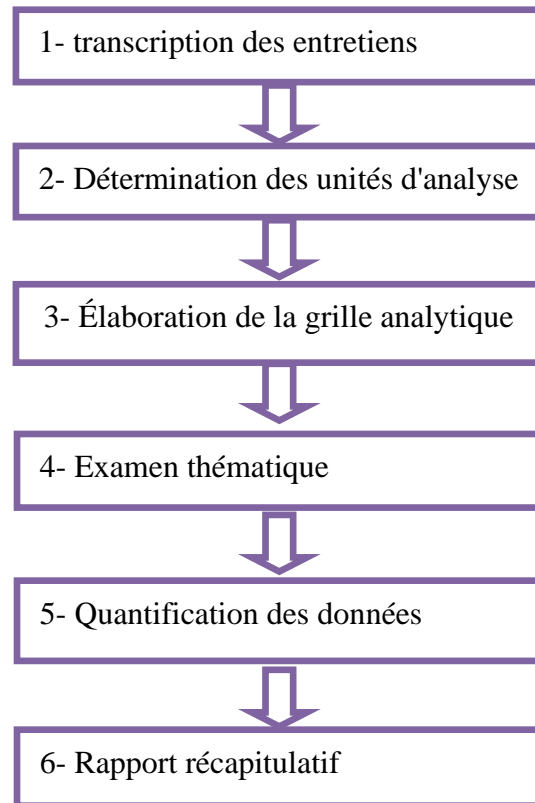 1- transcription des entretiens
2- Détermination des unités d'analyse
3- Élaboration de la grille analytique
4- Examen thématique
5- Quantification des données
6- Rapport récapitulatif